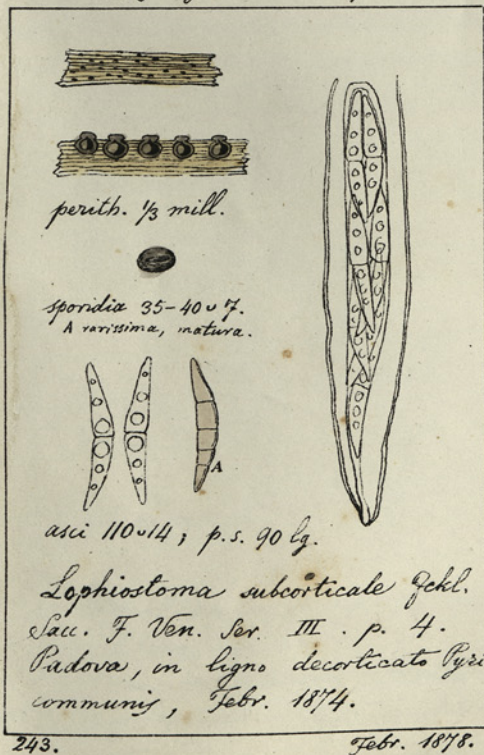 perith. ⅓ mill.
sporidia 35-40 ᴗ 7.
A rarissima, matura.
A
asci 110 ᴗ 14 ; p.s. 90 lg.
Lophiostoma subcorticale Fckl.
Sacc. F. Ven. Ser. III. p. 4.
Padova, in ligno decorticato Pyri
communis, Febr. 1874.
243. Febr. 1878.